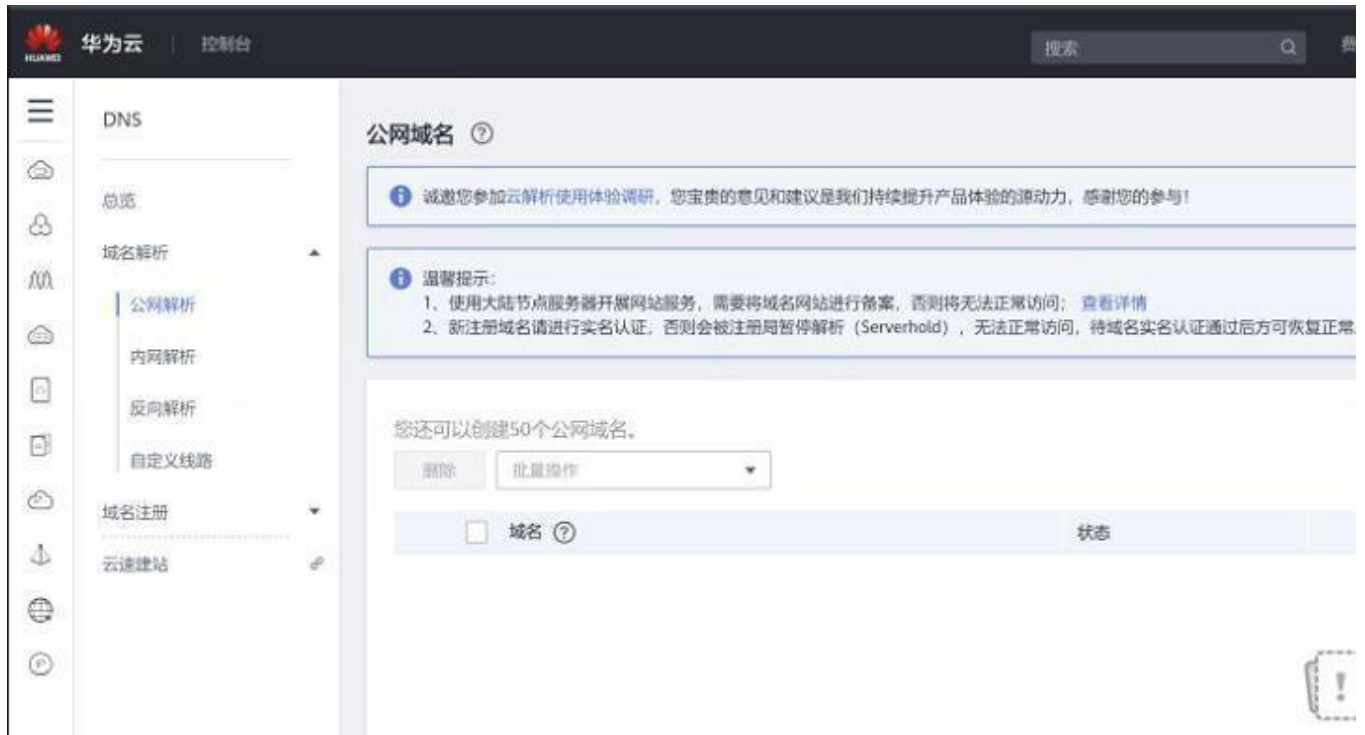 HUAWEI
华为云
控制台
搜索
费
DNS
总览
域名解析
公网解析
内网解析
反向解析
自定义线路
域名注册
云速建站
公网域名
诚邀您参加云解析使用体验调研，您宝贵的意见和建议是我们持续提升产品体验的源动力，感谢您的参与！
温馨提示：
1、使用大陆节点服务器开展网站服务，需要将域名网站进行备案，否则将无法正常访问； 查看详情
2、新注册域名请进行实名认证，否则会被注册局暂停解析（Serverhold），无法正常访问，待域名实名认证通过后方可恢复正常
您还可以创建50个公网域名。
删除
批量操作
域名
状态